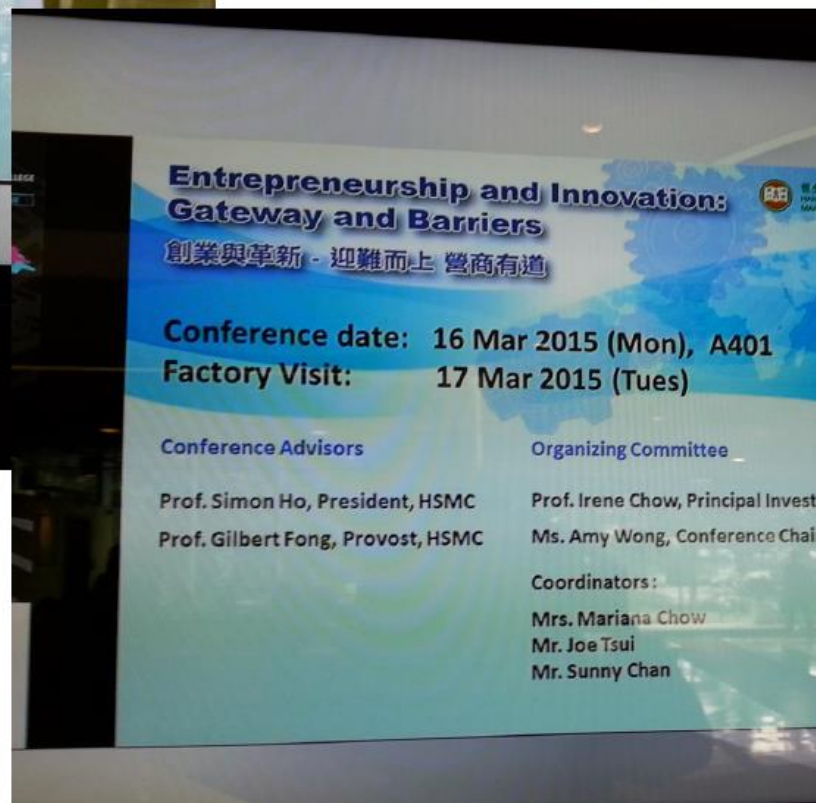 Entrepreneurship and Innovation:
Gateway and Barriers
創業與革新 - 迎難而上 營商有道
Conference date: 16 Mar 2015 (Mon), A401
Factory Visit: 17 Mar 2015 (Tues)
Conference Advisors
Prof. Simon Ho, President, HSMC
Prof. Gilbert Fong, Provost, HSMC
Organizing Committee
Prof. Irene Chow, Principal Invest
Ms. Amy Wong, Conference Chai
Coordinators:
Mrs. Mariana Chow
Mr. Joe Tsui
Mr. Sunny Chan